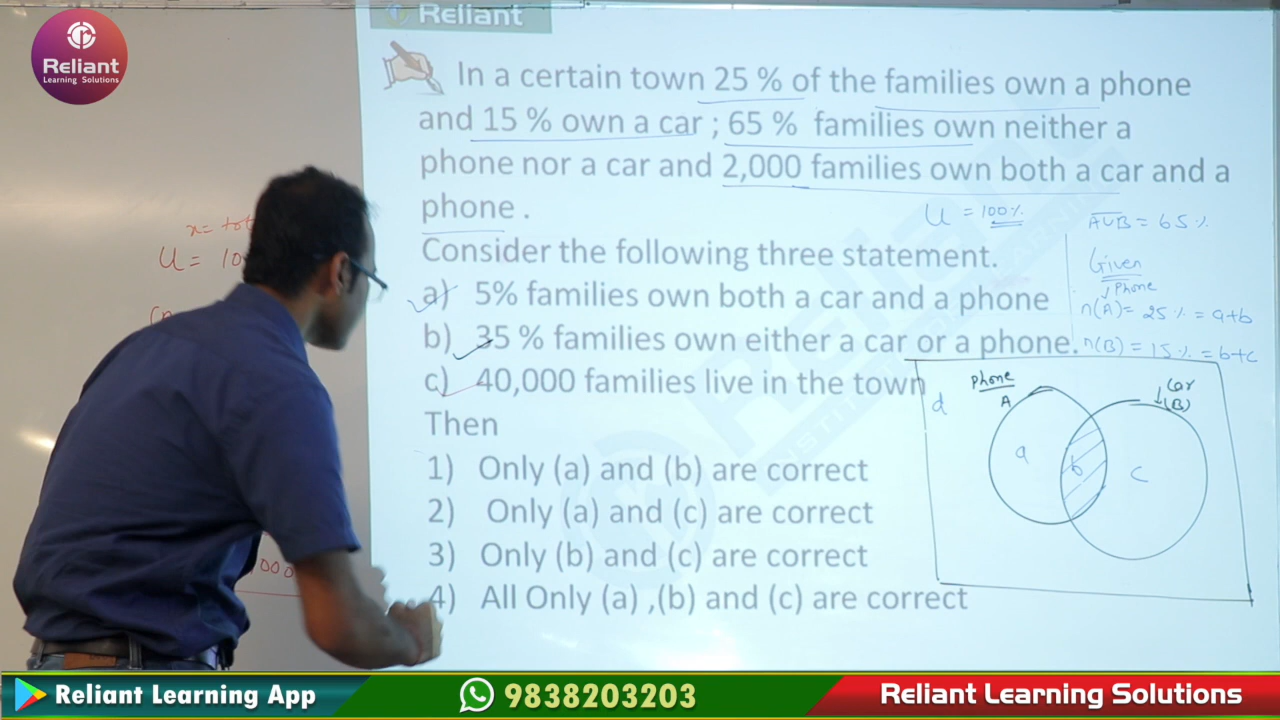 Reliant
Reliant
Learning Solutions
In a certain town 25 % of the families own a phone
and 15 % own a car ; 65 % families own neither a
phone nor a car and 2,000 families own both a car and a
phone .
Consider the following three statement.
a) 5% families own both a car and a phone
b) 35 % families own either a car or a phone.
c) 40,000 families live in the town
Then
1) Only (a) and (b) are correct
2) Only (a) and (c) are correct
3) Only (b) and (c) are correct
4) All Only (a) ,(b) and (c) are correct
U = 100%
A∪B = 65%
Given
Phone
n(A)= 25% = a+b
n(B)= 15% = b+c
d
Phone
A
Car
(B)
a
b
c
x=
U =
000
Reliant Learning App
9838203203
Reliant Learning Solutions